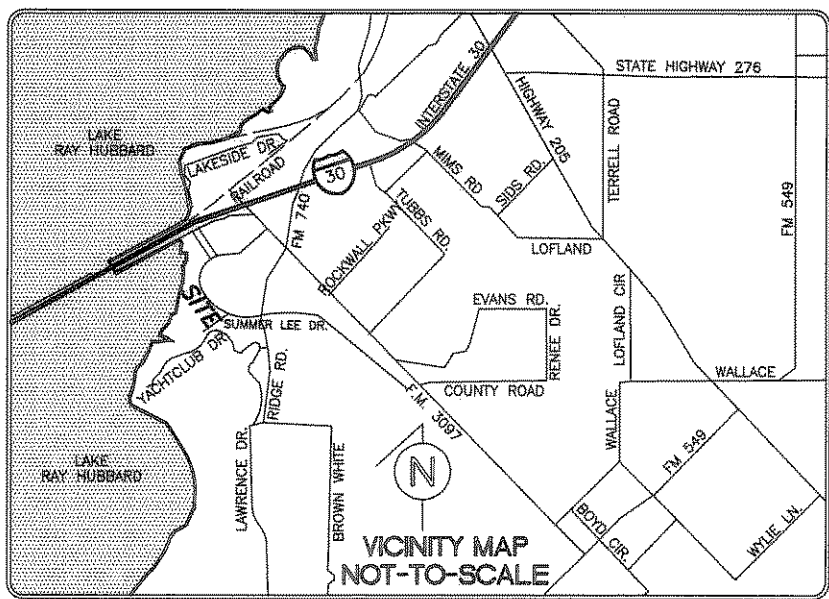 STATE HIGHWAY 276
INTERSTATE 30
HIGHWAY 205
TERRELL ROAD
FM 549
LAKE
RAY HUBBARD
LAKESIDE DR.
RAILROAD
30
FM 740
MIMS RD
SIDS RD.
TUBBS RD.
ROCKWALL PKWY
LOFLAND
SITE
SUMMER LEE DR.
EVANS RD.
RENEE DR.
LOFLAND CIR
YACHTCLUB DR
RIDGE RD.
COUNTY ROAD
WALLACE
WALLACE
F.M. 3097
LAKE
RAY HUBBARD
LAWRENCE DR.
BROWN WHITE
N
FM 549
BOYD CIR.
WYLIE LN.
VICINITY MAP
NOT-TO-SCALE